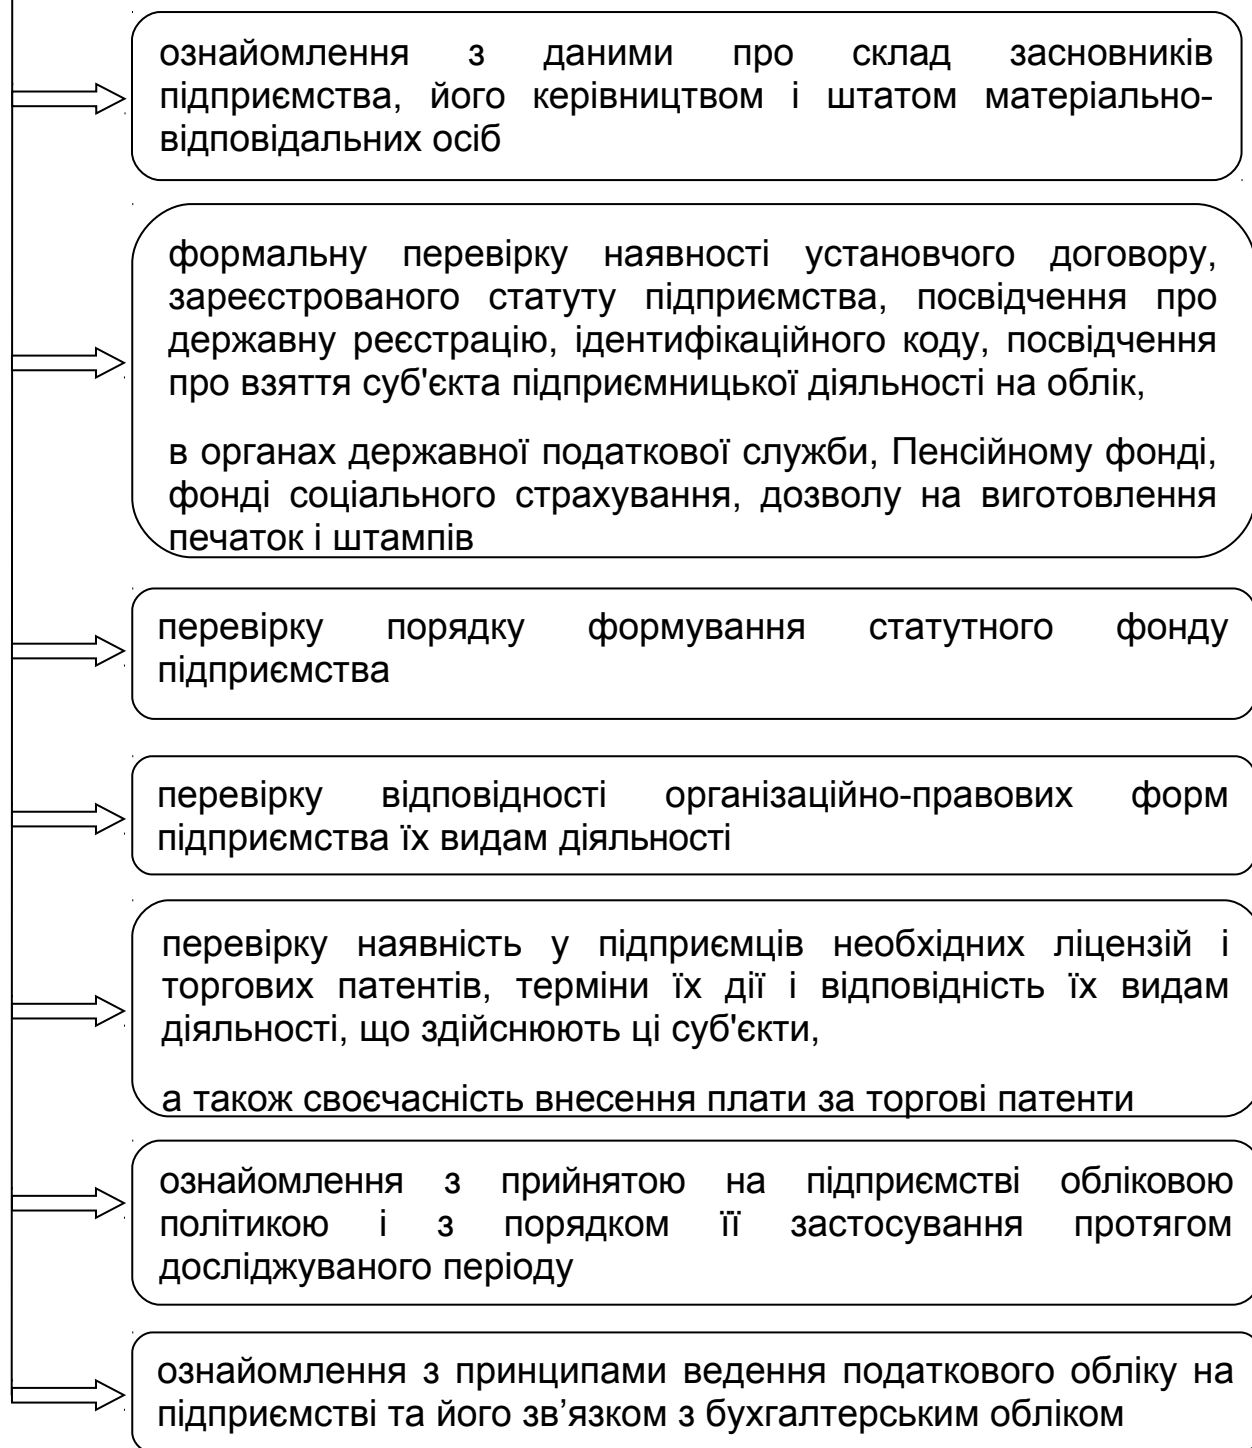 ознайомлення з даними про склад засновників
підприємства, його керівництвом і штатом матеріально-
відповідальних осіб
формальну перевірку наявності установчого договору,
зареєстрованого статуту підприємства, посвідчення про
державну реєстрацію, ідентифікаційного коду, посвідчення
про взяття суб'єкта підприємницької діяльності на облік,
в органах державної податкової служби, Пенсійному фонді,
фонді соціального страхування, дозволу на виготовлення
печаток і штампів
перевірку порядку формування статутного фонду
підприємства
перевірку відповідності організаційно-правових форм
підприємства їх видам діяльності
перевірку наявність у підприємців необхідних ліцензій і
торгових патентів, терміни їх дії і відповідність їх видам
діяльності, що здійснюють ці суб'єкти,
а також своєчасність внесення плати за торгові патенти
ознайомлення з прийнятою на підприємстві обліковою
політикою і з порядком її застосування протягом
досліджуваного періоду
ознайомлення з принципами ведення податкового обліку на
підприємстві та його зв’язком з бухгалтерським обліком